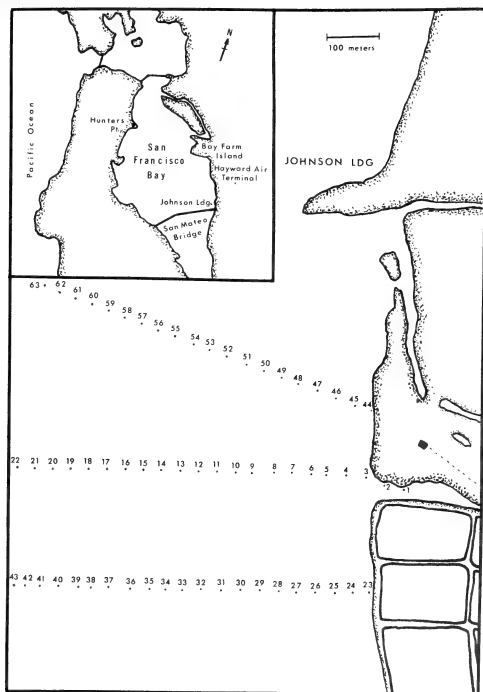 N
100 meters
Pacific Ocean
Hunters
Pt.
San
Francisco
Bay
Bay Farm
Island
Hayward Air
Terminal
Johnson Ldg
San Mateo
Bridge
JOHNSON LDG
63 62 61 60 59 58 57 56 55 54 53 52 51 50 49 48 47 46 45 44
22 21 20 19 18 17 16 15 14 13 12 11 10 9 8 7 6 5 4 3 2 1
43 42 41 40 39 38 37 36 35 34 33 32 31 30 29 28 27 26 25 24 23